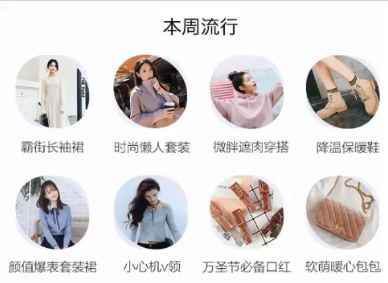 本周流行
霸街长袖裙
时尚懒人套装
微胖遮肉穿搭
降温保暖鞋
颜值爆表套装裙
小心机v领
万圣节必备口红
软萌暖心包包